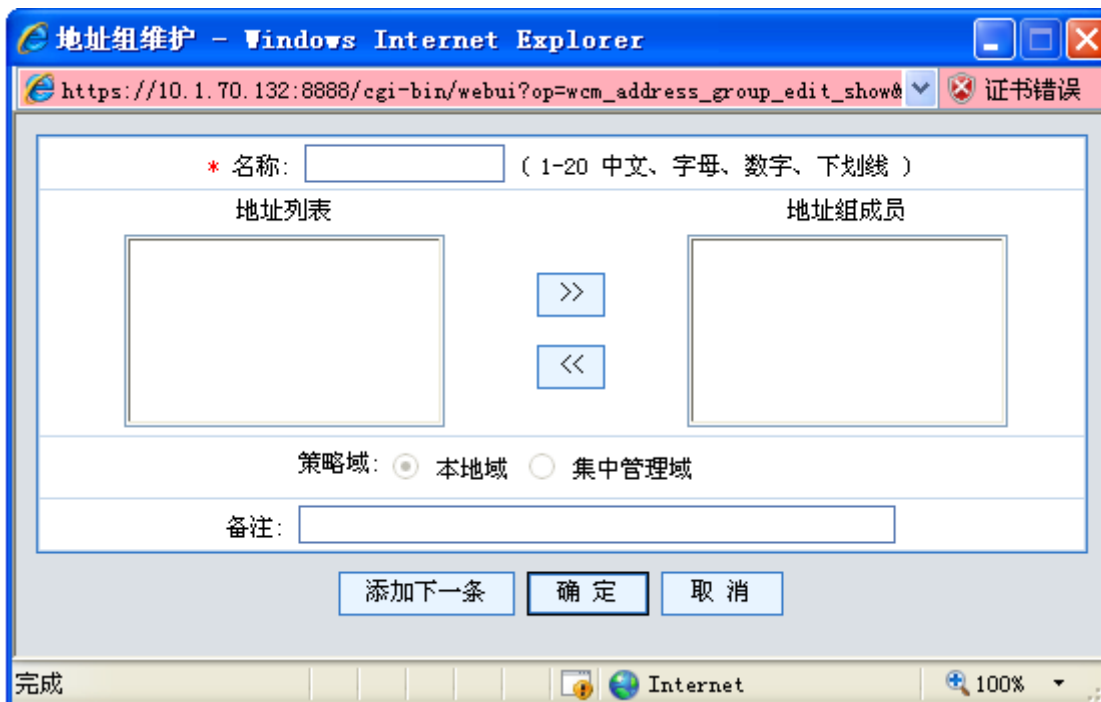 地址组维护 - Windows Internet Explorer
https://10.1.70.132:8888/cgi-bin/webui?op=wcm_address_group_edit_show& 证书错误
* 名称: ( 1-20 中文、字母、数字、下划线 )
地址列表 地址组成员
>>
<<
策略域: 本地域 集中管理域
备注:
添加下一条 确 定 取 消
完成 Internet 100%